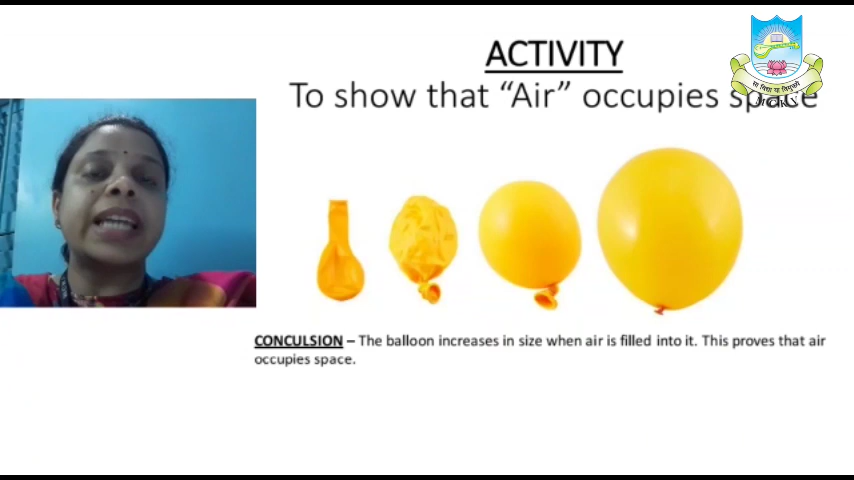 ACTIVITY
To show that “Air” occupies space
सा विद्या या विमुक्तये
CONCULSION – The balloon increases in size when air is filled into it. This proves that air
occupies space.